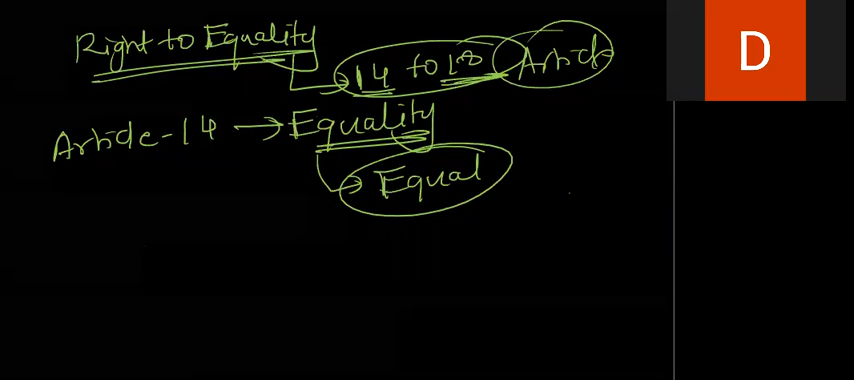 Right to Equality
14 to 18 Article
Article-14 → Equality
Equal
D